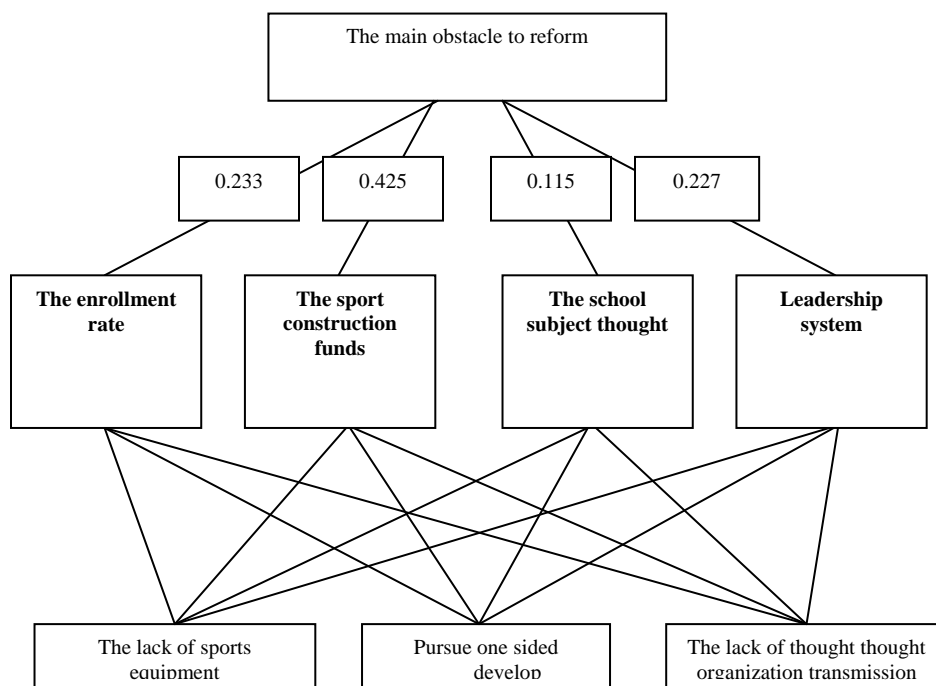 The main obstacle to reform
0.233
0.425
0.115
0.227
The enrollment
rate
The sport
construction
funds
The school
subject thought
Leadership
system
The lack of sports
equipment
Pursue one sided
develop
The lack of thought thought
organization transmission